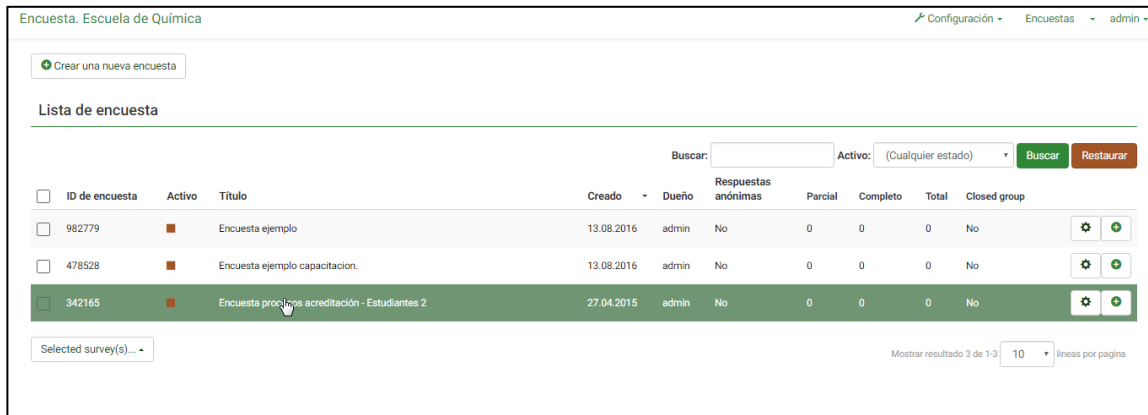 Encuesta. Escuela de Química
Configuración
Encuestas
admin
Crear una nueva encuesta
Lista de encuesta
Buscar:
Activo: (Cualquier estado) Buscar Restaurar
ID de encuesta Activo Título Creado Dueño Respuestas anónimas Parcial Completo Total Closed group
982779 Encuesta ejemplo 13.08.2016 admin No 0 0 0 No
478528 Encuesta ejemplo capacitacion. 13.08.2016 admin No 0 0 0 No
342165 Encuesta procesos acreditación - Estudiantes 2 27.04.2015 admin No 0 0 0 No
Selected survey(s)...
Mostrar resultado 3 de 1-3 10 líneas por pagina